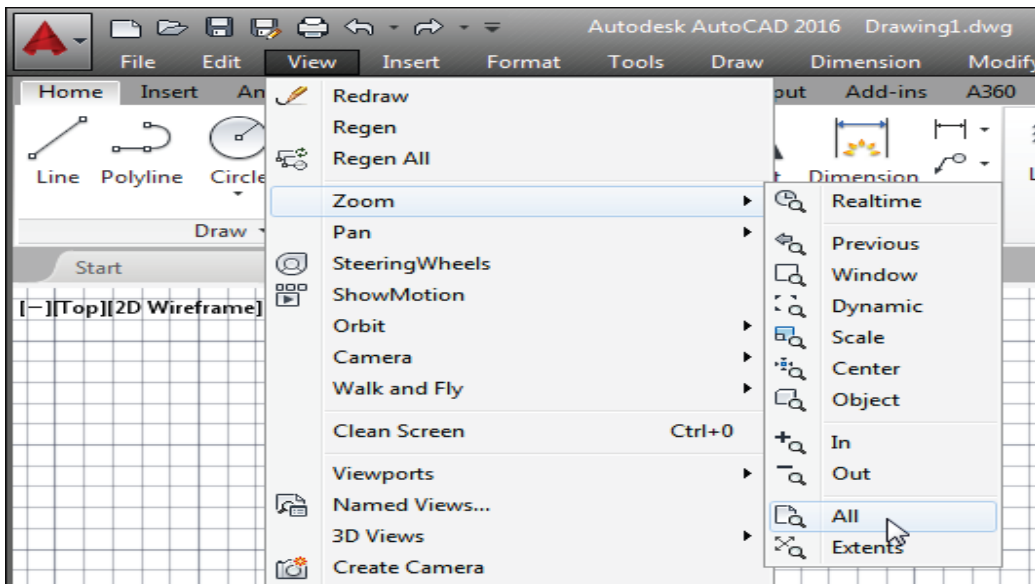 Autodesk AutoCAD 2016 Drawing1.dwg
File Edit View Insert Format Tools Draw Dimension Modify
Home Insert An put Add-ins A360
Line Polyline Circle Dimension
Draw
Start
[−][Top][2D Wireframe]
Redraw
Regen
Regen All
Zoom
Pan
SteeringWheels
ShowMotion
Orbit
Camera
Walk and Fly
Clean Screen Ctrl+0
Viewports
Named Views...
3D Views
Create Camera
Realtime
Previous
Window
Dynamic
Scale
Center
Object
In
Out
All
Extents